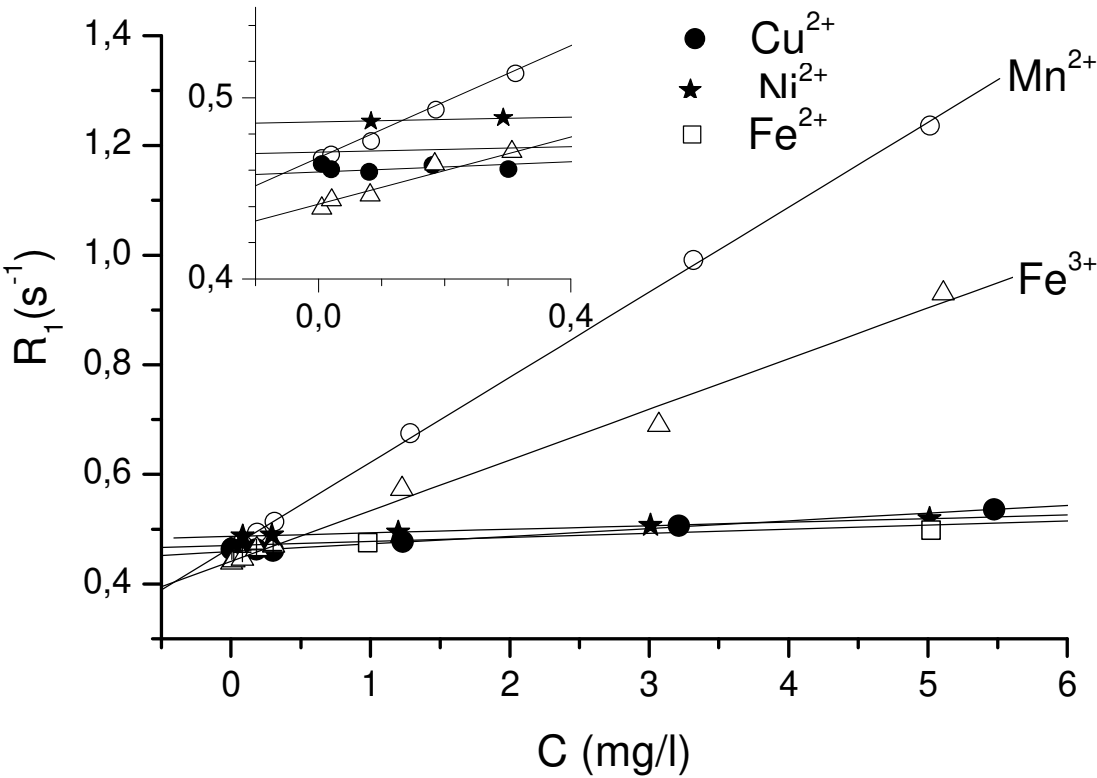 1,4
1,2
1,0
0,8
0,6
0,4
R₁(s⁻¹)
0,5
0,4
0,0 0,4
Cu²⁺
Ni²⁺
Fe²⁺
Mn²⁺
Fe³⁺
0 1 2 3 4 5 6
C (mg/l)